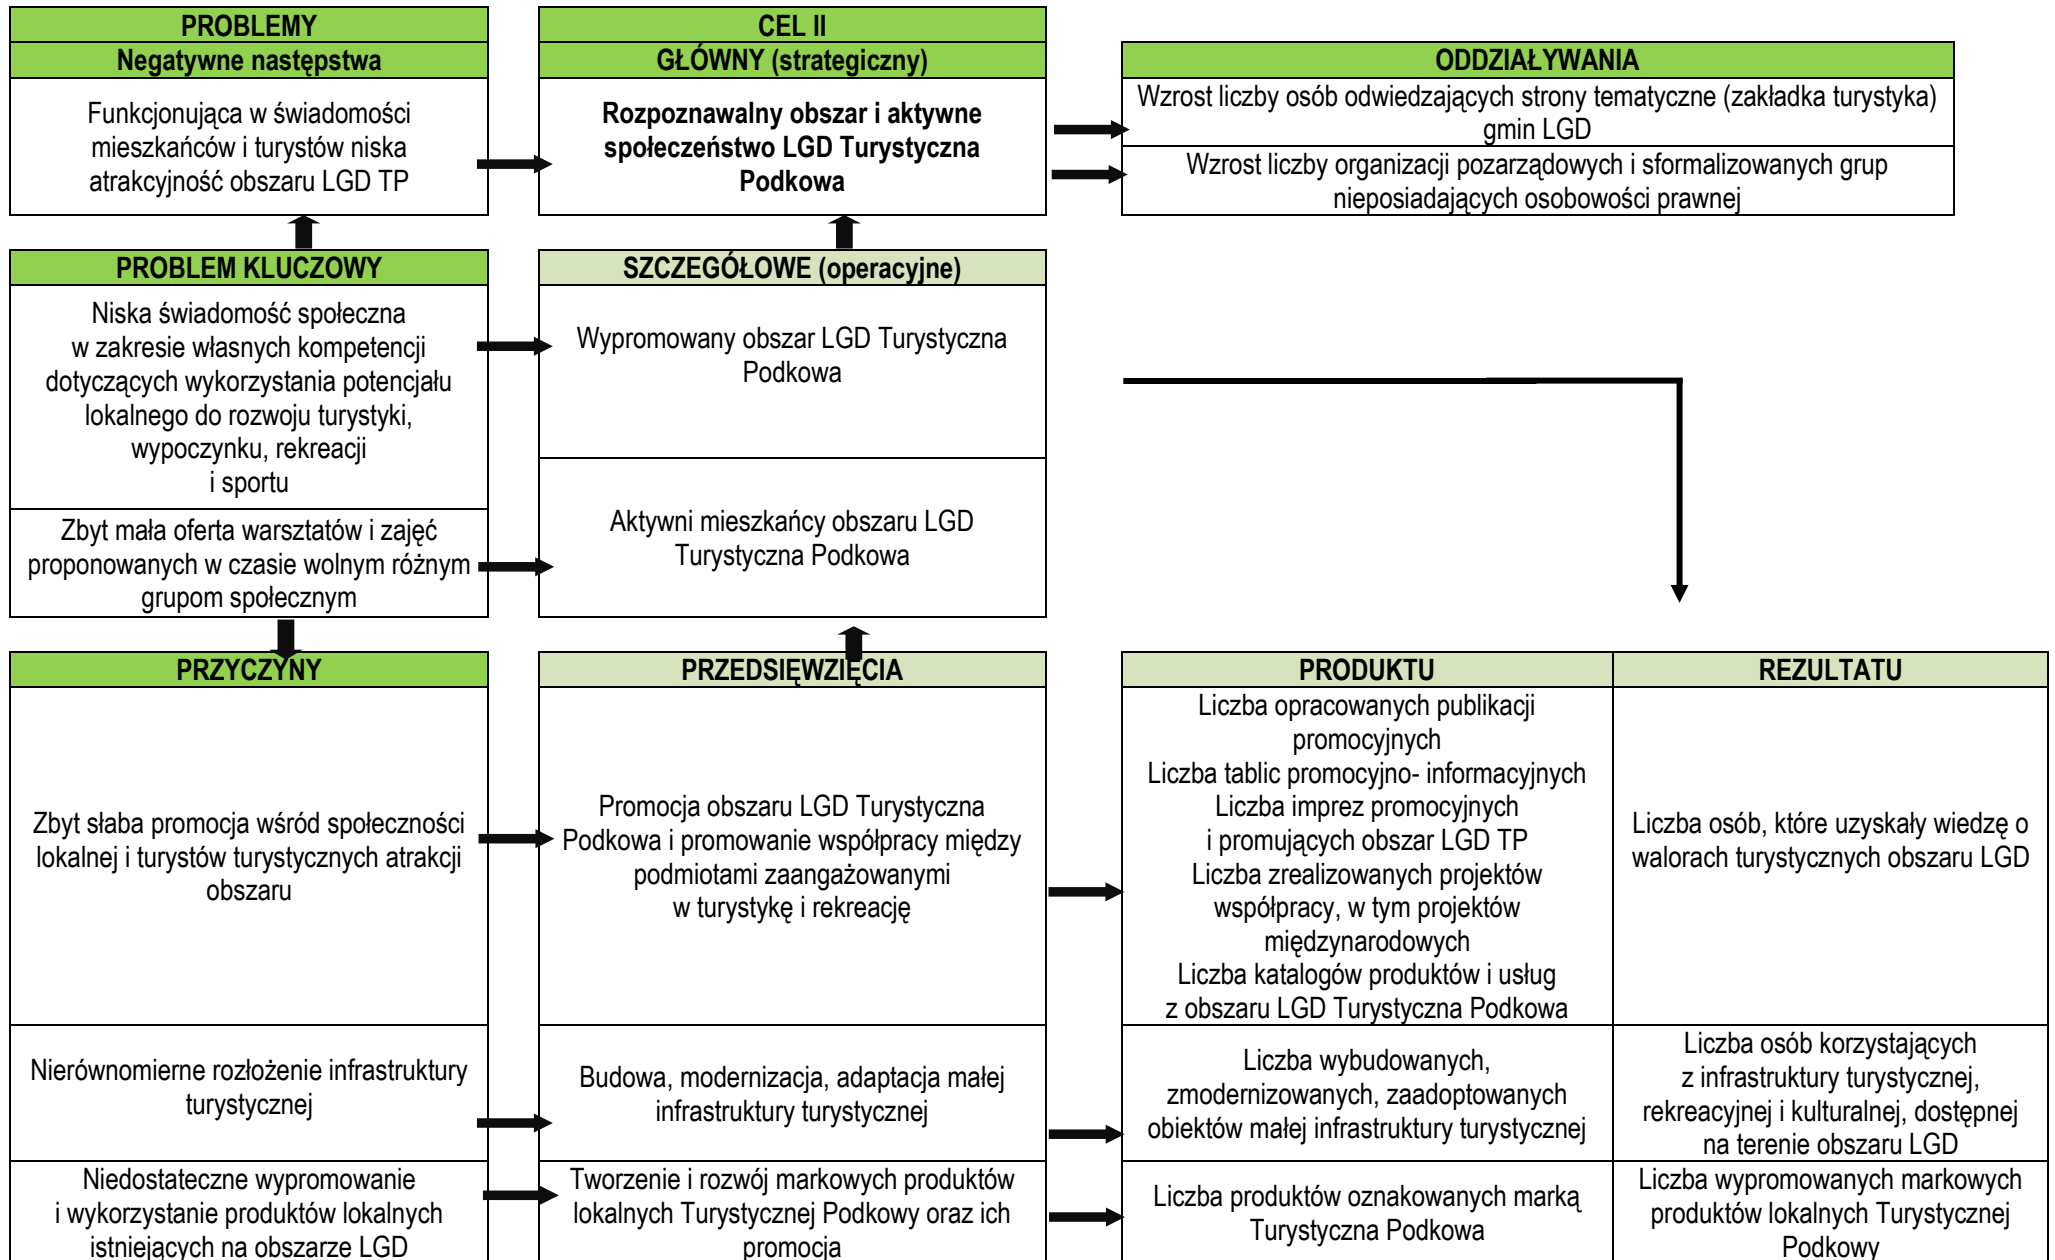 PROBLEMY
Negatywne następstwa
Funkcjonująca w świadomości
mieszkańców i turystów niska
atrakcyjność obszaru LGD TP
CEL II
GŁÓWNY (strategiczny)
Rozpoznawalny obszar i aktywne
społeczeństwo LGD Turystyczna
Podkowa
ODDZIAŁYWANIA
Wzrost liczby osób odwiedzających strony tematyczne (zakładka turystyka)
gmin LGD
Wzrost liczby organizacji pozarządowych i sformalizowanych grup
nieposiadających osobowości prawnej
PROBLEM KLUCZOWY
Niska świadomość społeczna
w zakresie własnych kompetencji
dotyczących wykorzystania potencjału
lokalnego do rozwoju turystyki,
wypoczynku, rekreacji
i sportu
Zbyt mała oferta warsztatów i zajęć
proponowanych w czasie wolnym różnym
grupom społecznym
SZCZEGÓŁOWE (operacyjne)
Wypromowany obszar LGD Turystyczna
Podkowa
Aktywni mieszkańcy obszaru LGD
Turystyczna Podkowa
PRZYCZYNY
PRZEDSIĘWZIĘCIA
PRODUKTU
REZULTATU
Zbyt słaba promocja wśród społeczności
lokalnej i turystów turystycznych atrakcji
obszaru
Promocja obszaru LGD Turystyczna
Podkowa i promowanie współpracy między
podmiotami zaangażowanymi
w turystykę i rekreację
Liczba opracowanych publikacji
promocyjnych
Liczba tablic promocyjno- informacyjnych
Liczba imprez promocyjnych
i promujących obszar LGD TP
Liczba zrealizowanych projektów
współpracy, w tym projektów
międzynarodowych
Liczba katalogów produktów i usług
z obszaru LGD Turystyczna Podkowa
Liczba osób, które uzyskały wiedzę o
walorach turystycznych obszaru LGD
Nierównomierne rozłożenie infrastruktury
turystycznej
Budowa, modernizacja, adaptacja małej
infrastruktury turystycznej
Liczba wybudowanych,
zmodernizowanych, zaadoptowanych
obiektów małej infrastruktury turystycznej
Liczba osób korzystających
z infrastruktury turystycznej,
rekreacyjnej i kulturalnej, dostępnej
na terenie obszaru LGD
Niedostateczne wypromowanie
i wykorzystanie produktów lokalnych
istniejących na obszarze LGD
Tworzenie i rozwój markowych produktów
lokalnych Turystycznej Podkowy oraz ich
promocja
Liczba produktów oznakowanych marką
Turystyczna Podkowa
Liczba wypromowanych markowych
produktów lokalnych Turystycznej
Podkowy